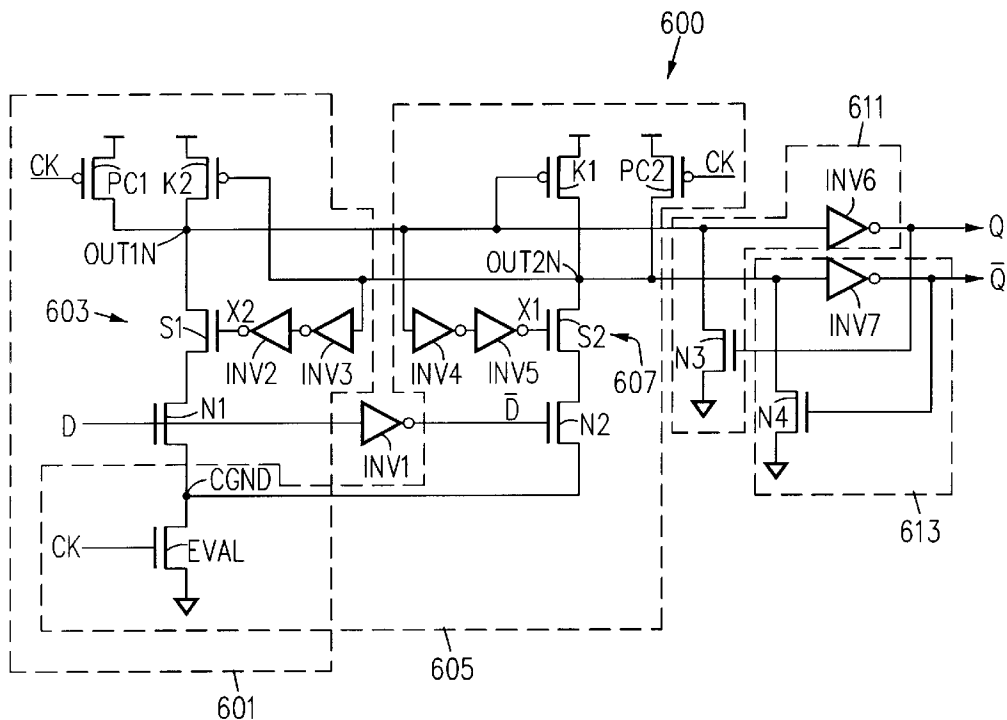 600
611
CK
PC1
K2
K1
PC2
CK
INV6
Q
OUT1N
OUT2N
Q̅
603
S1
X2
X1
S2
INV7
INV2
INV3
INV4
INV5
607
N3
N1
D
D̅
N4
INV1
N2
CGND
CK
EVAL
613
605
601